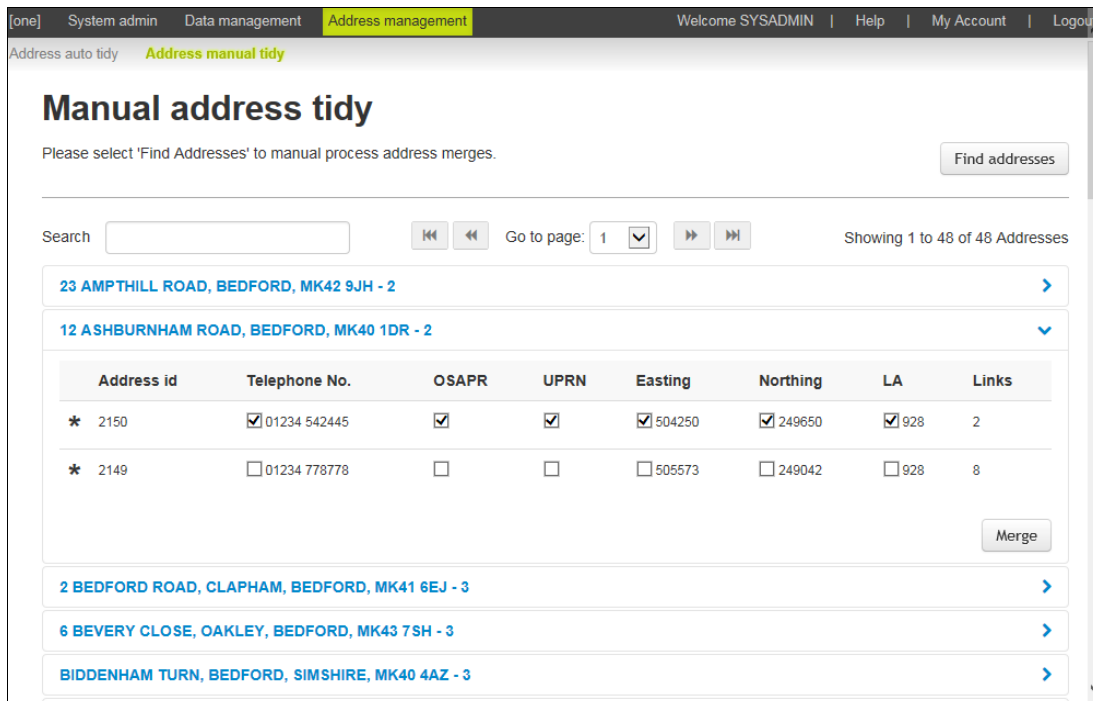 [one] System admin Data management Address management Welcome SYSADMIN | Help | My Account | Logou
Address auto tidy Address manual tidy
Manual address tidy
Please select 'Find Addresses' to manual process address merges.
Find addresses
Search Go to page: 1 Showing 1 to 48 of 48 Addresses
23 AMPTHILL ROAD, BEDFORD, MK42 9JH - 2
12 ASHBURNHAM ROAD, BEDFORD, MK40 1DR - 2
Address id Telephone No. OSAPR UPRN Easting Northing LA Links
* 2150 01234 542445 504250 249650 928 2
* 2149 01234 778778 505573 249042 928 8
Merge
2 BEDFORD ROAD, CLAPHAM, BEDFORD, MK41 6EJ - 3
6 BEVERY CLOSE, OAKLEY, BEDFORD, MK43 7SH - 3
BIDDENHAM TURN, BEDFORD, SIMSHIRE, MK40 4AZ - 3